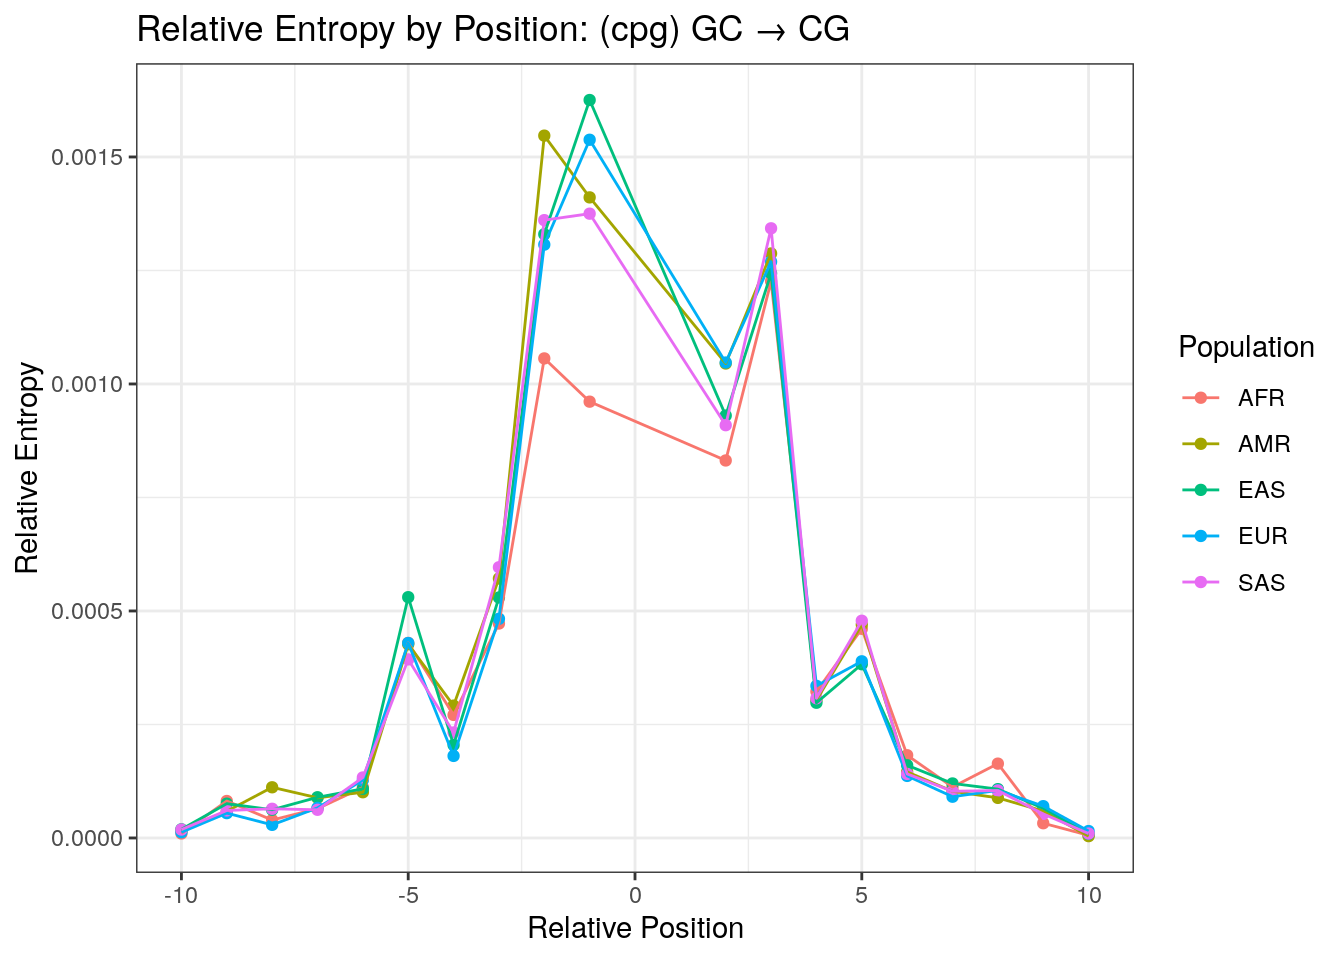 Relative Entropy by Position: (cpg) GC → CG
0.0015
0.0010
0.0005
0.0000
Relative Entropy
-10
-5
0
5
10
Relative Position
Population
AFR
AMR
EAS
EUR
SAS